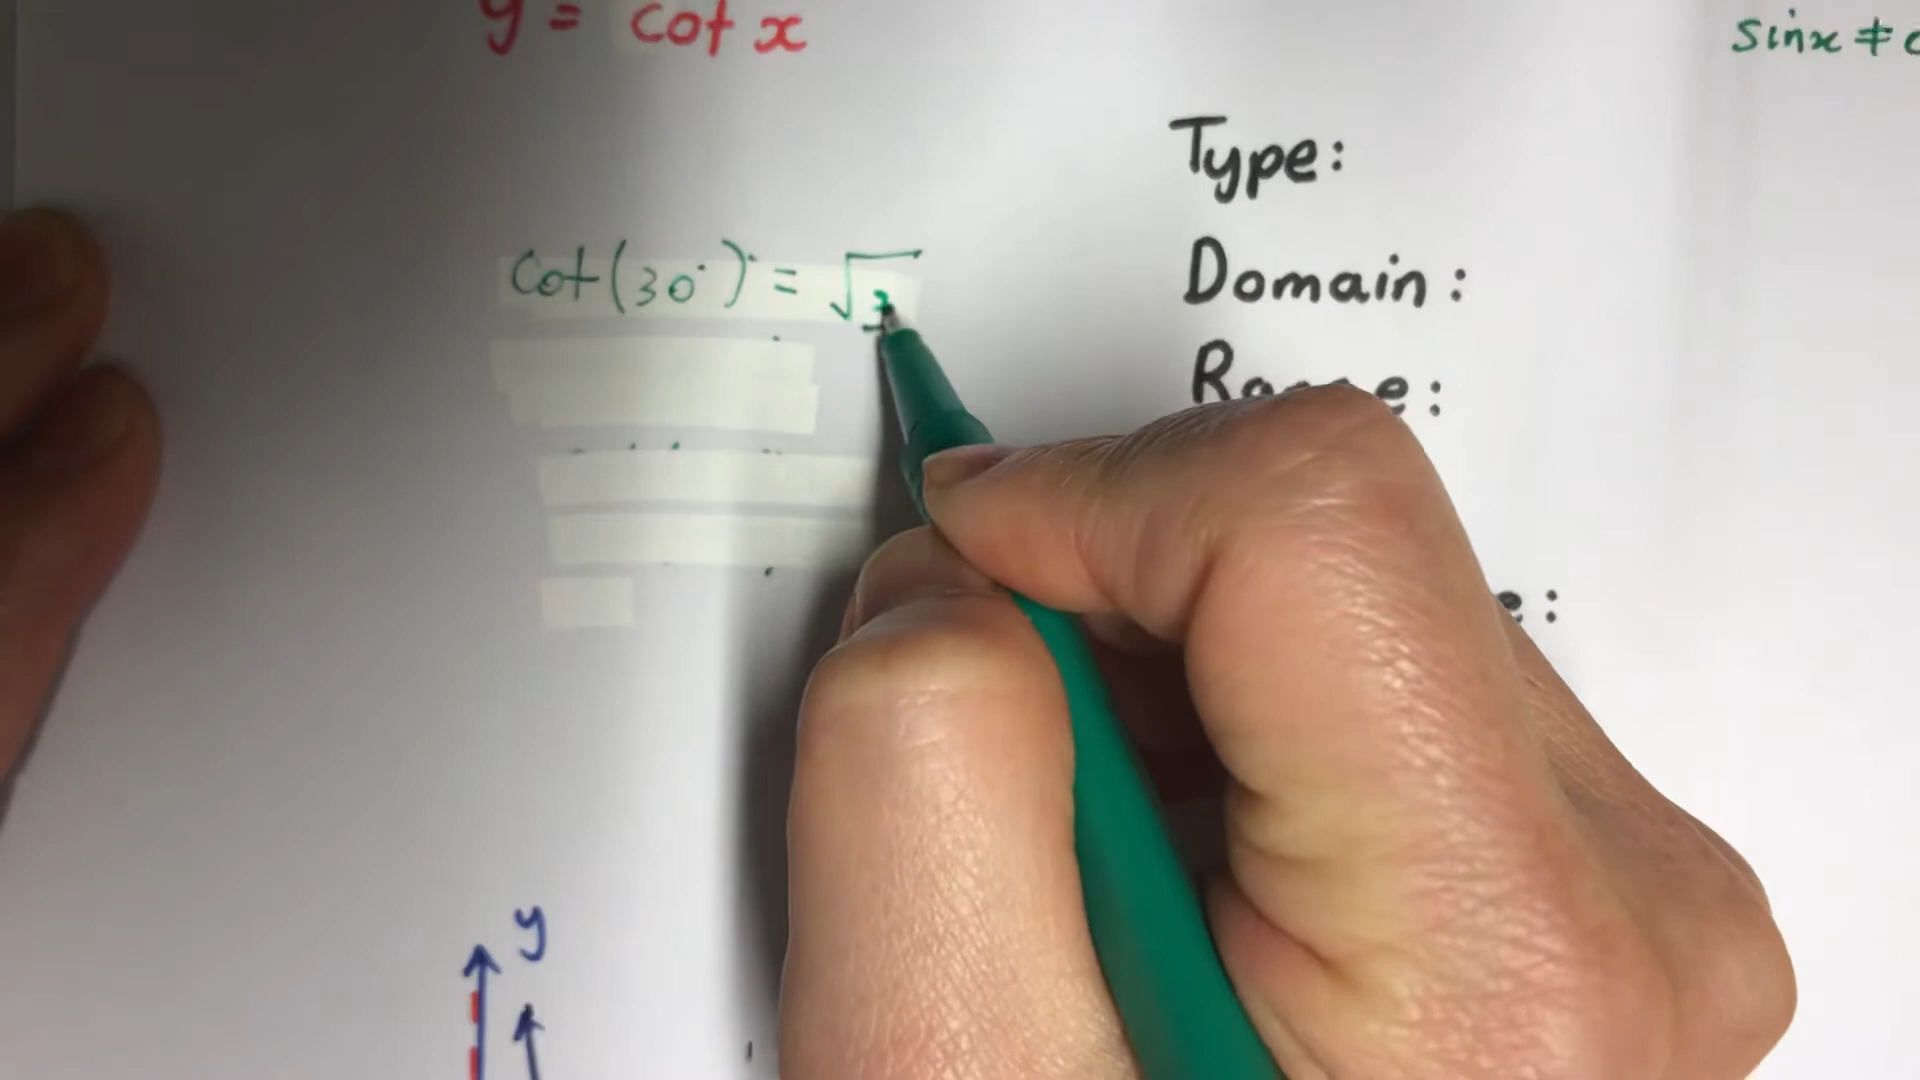 y = cot x
sinx ≠
Type:
cot(30°) = √3
Domain:
y